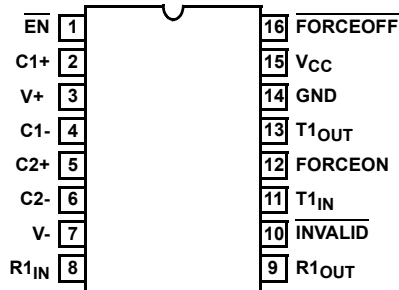 EN 1 16 FORCEOFF
C1+ 2 15 VCC
V+ 3 14 GND
C1- 4 13 T1OUT
C2+ 5 12 FORCEON
C2- 6 11 T1IN
V- 7 10 INVALID
R1IN 8 9 R1OUT